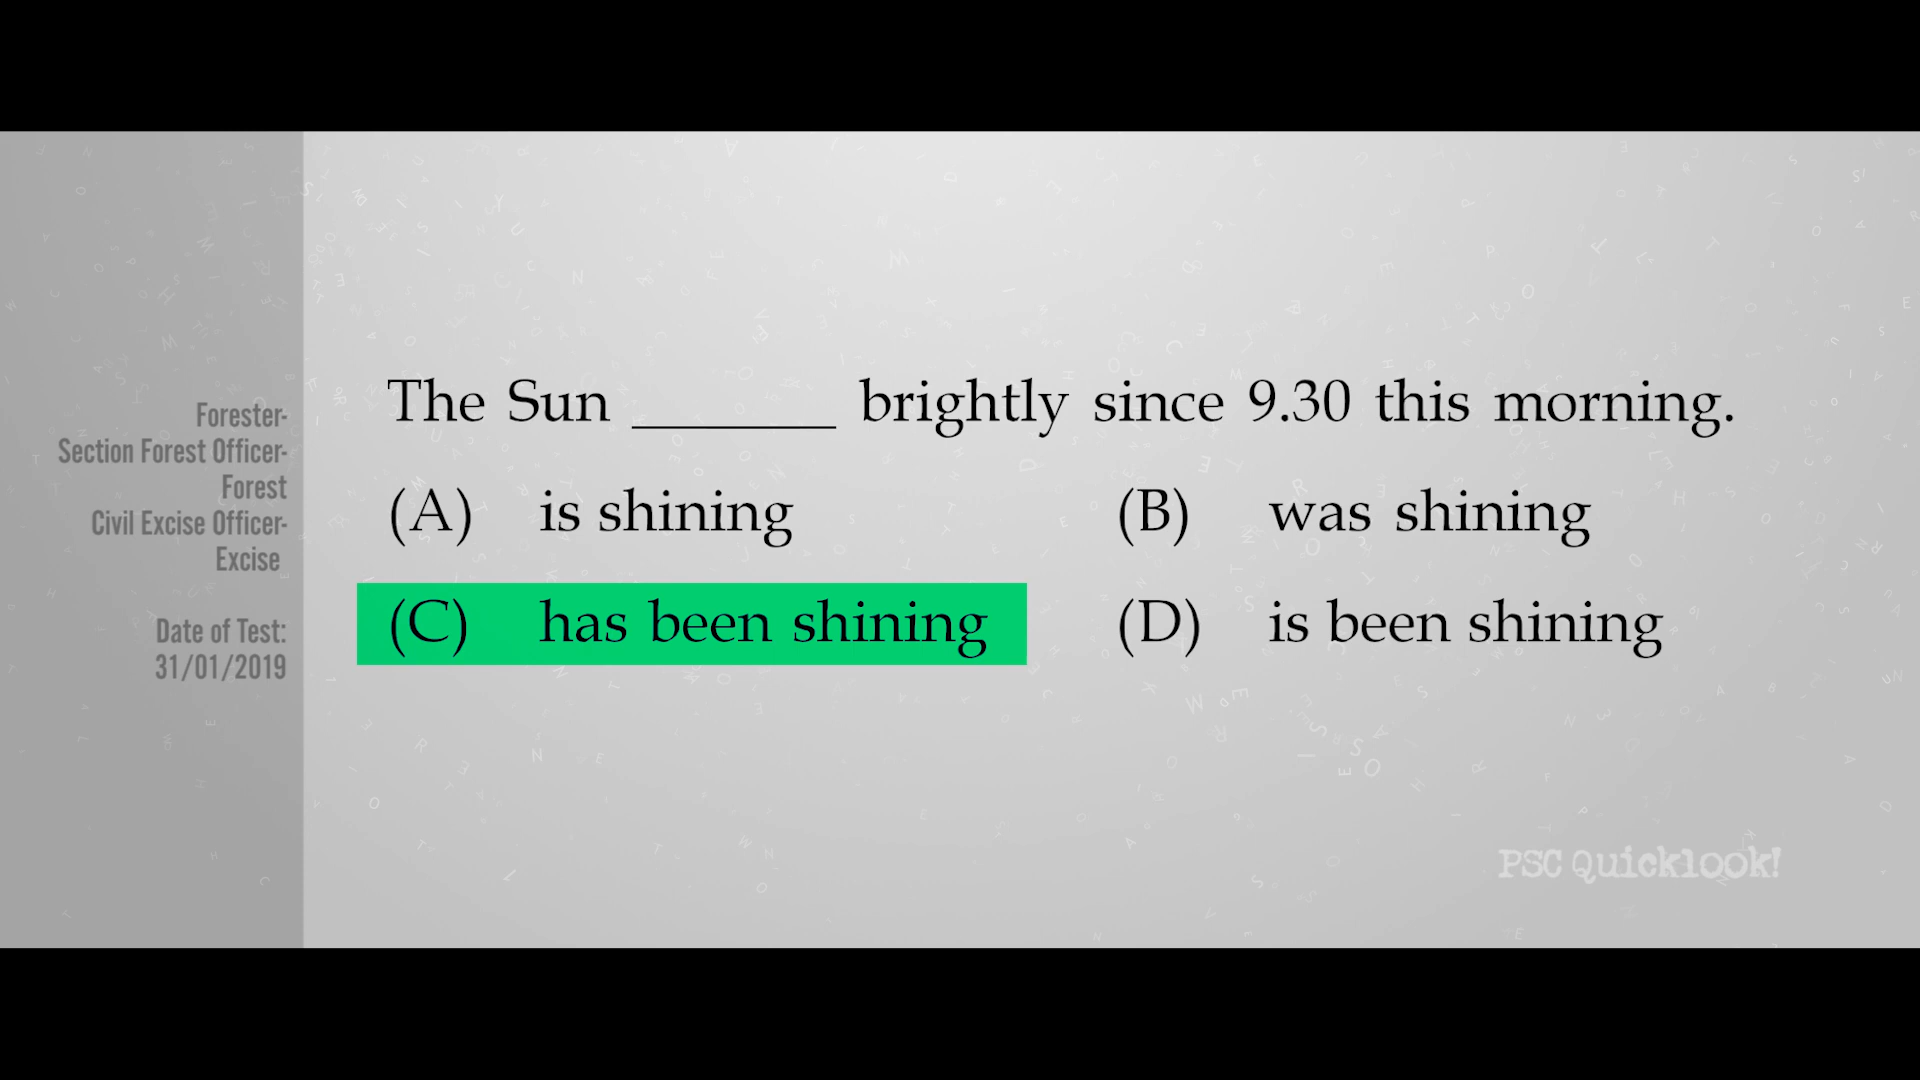 Forester-
Section Forest Officer-
Forest
Civil Excise Officer-
Excise
Date of Test:
31/01/2019
The Sun _______ brightly since 9.30 this morning.
(A) is shining (B) was shining
(C) has been shining (D) is been shining
PSC Quicklook!